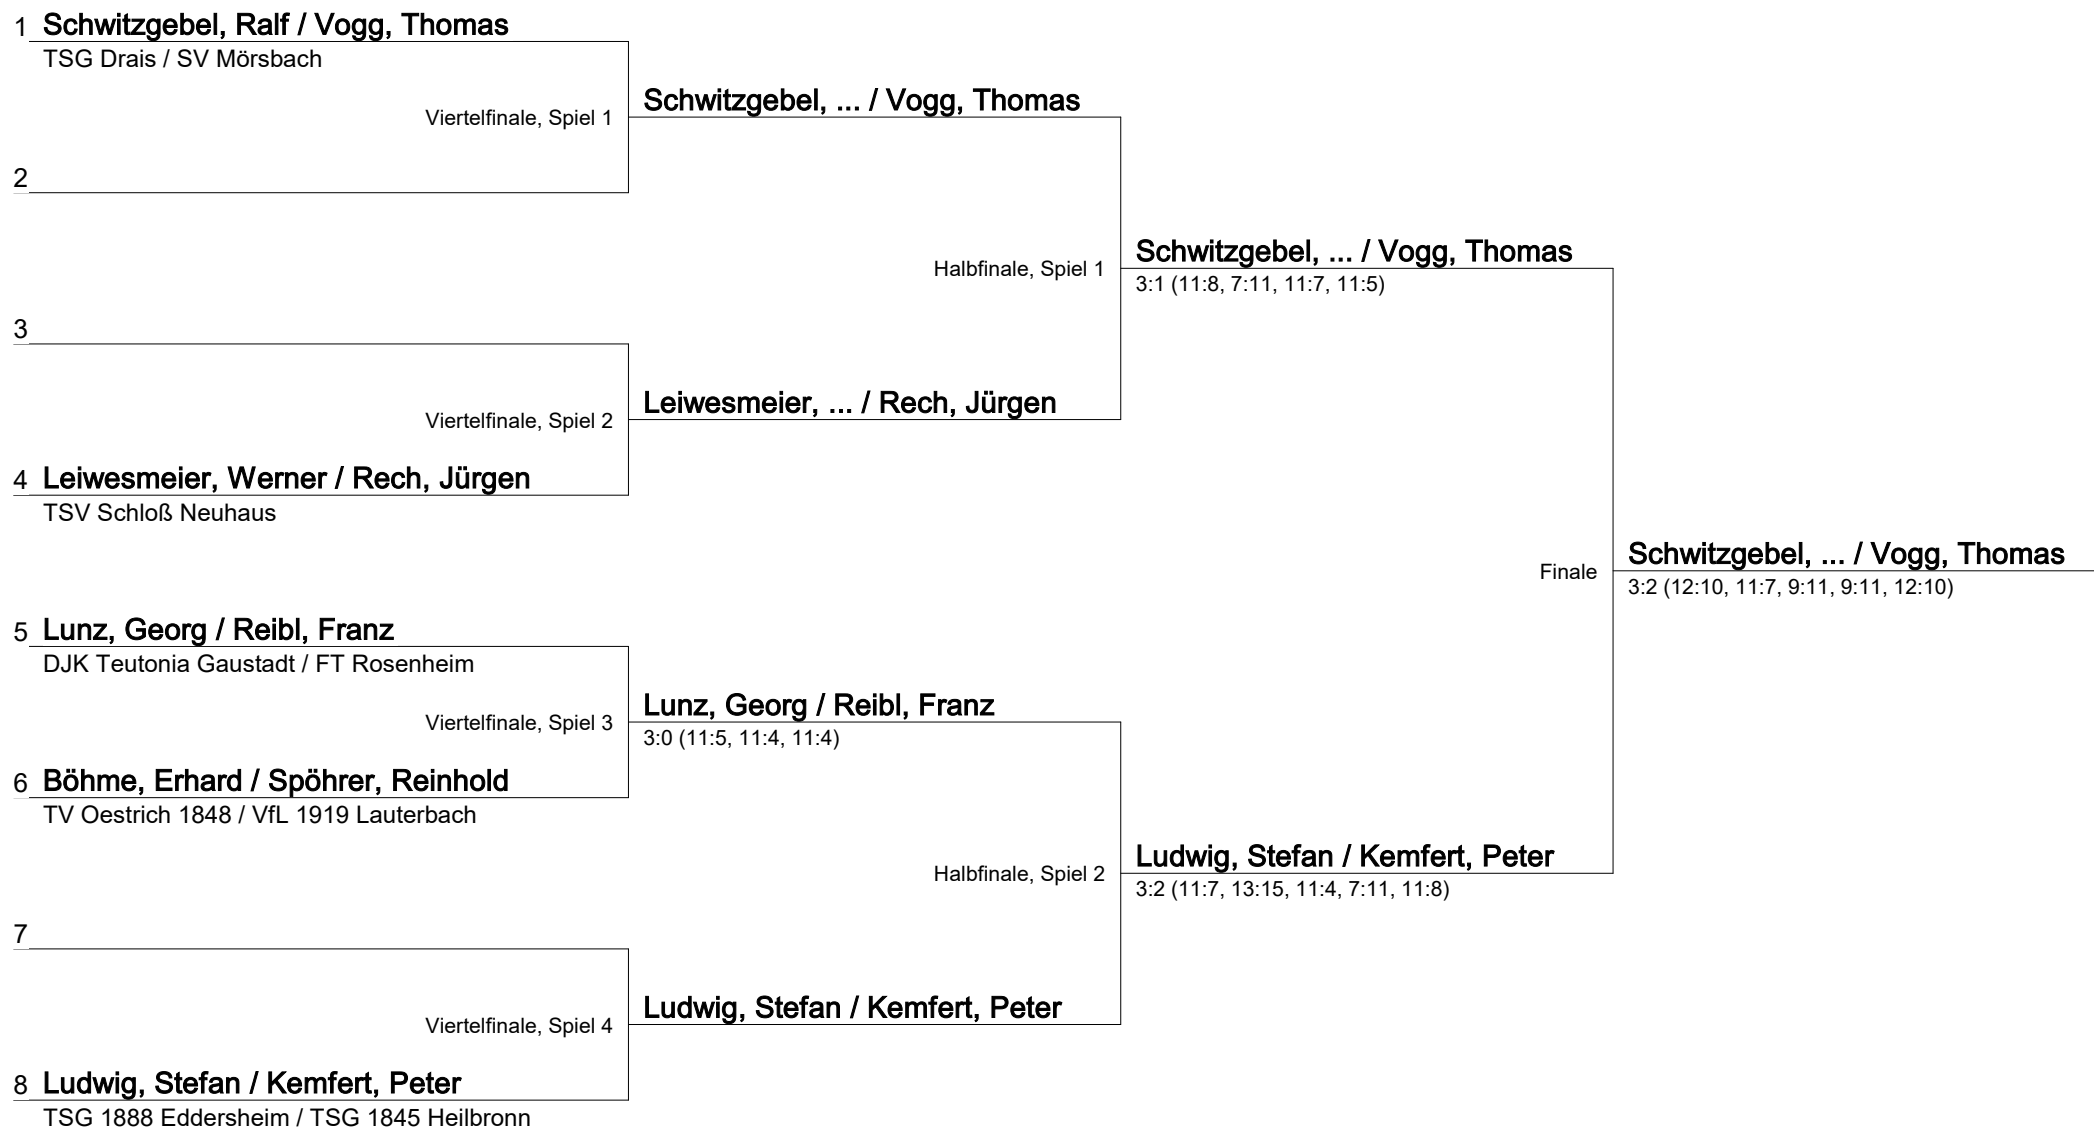 1 Schwitzgebel, Ralf / Vogg, Thomas
TSG Drais / SV Mörsbach
Viertelfinale, Spiel 1
Schwitzgebel, ... / Vogg, Thomas
2
Halbfinale, Spiel 1
Schwitzgebel, ... / Vogg, Thomas
3:1 (11:8, 7:11, 11:7, 11:5)
3
Viertelfinale, Spiel 2
Leiwesmeier, ... / Rech, Jürgen
4 Leiwesmeier, Werner / Rech, Jürgen
TSV Schloß Neuhaus
Finale
Schwitzgebel, ... / Vogg, Thomas
3:2 (12:10, 11:7, 9:11, 9:11, 12:10)
5 Lunz, Georg / Reibl, Franz
DJK Teutonia Gaustadt / FT Rosenheim
Viertelfinale, Spiel 3
Lunz, Georg / Reibl, Franz
3:0 (11:5, 11:4, 11:4)
6 Böhme, Erhard / Spöhrer, Reinhold
TV Oestrich 1848 / VfL 1919 Lauterbach
Halbfinale, Spiel 2
Ludwig, Stefan / Kemfert, Peter
3:2 (11:7, 13:15, 11:4, 7:11, 11:8)
7
Viertelfinale, Spiel 4
Ludwig, Stefan / Kemfert, Peter
8 Ludwig, Stefan / Kemfert, Peter
TSG 1888 Eddersheim / TSG 1845 Heilbronn